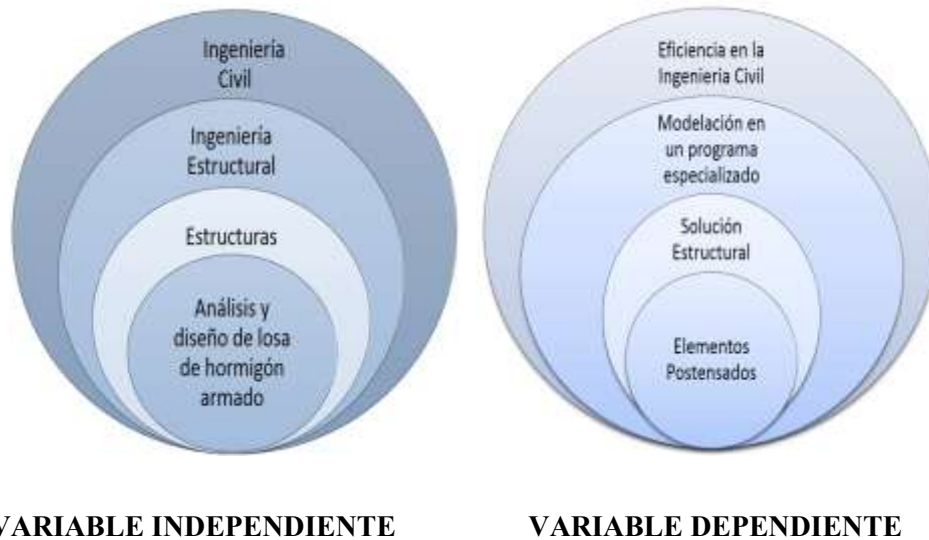 Ingeniería
Civil
Ingeniería
Estructural
Estructuras
Análisis y
diseño de losa
de hormigón
armado
Eficiencia en la
Ingenieria Civil
Modelación en
un programa
especializado
Solución
Estructural
Elementos
Postensados
VARIABLE INDEPENDIENTE
VARIABLE DEPENDIENTE